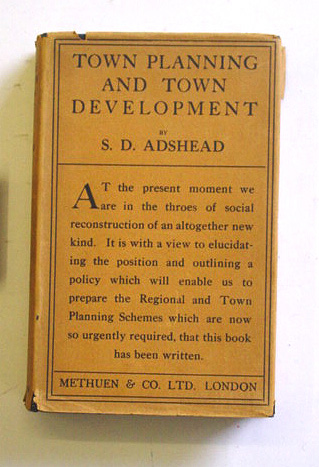 TOWN PLANNING
AND TOWN
DEVELOPMENT
BY
S. D. ADSHEAD
AT the present moment we
are in the throes of social
reconstruction of an altogether new
kind. It is with a view to elucidat-
ing the position and outlining a
policy which will enable us to
prepare the Regional and Town
Planning Schemes which are now
so urgently required, that this book
has been written.
METHUEN & CO. LTD. LONDON